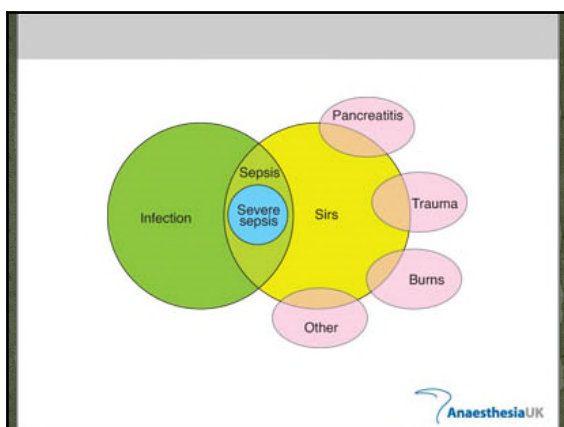 Pancreatitis
Sepsis
Infection
Severe
sepsis
Sirs
Trauma
Burns
Other
AnaesthesiaUK